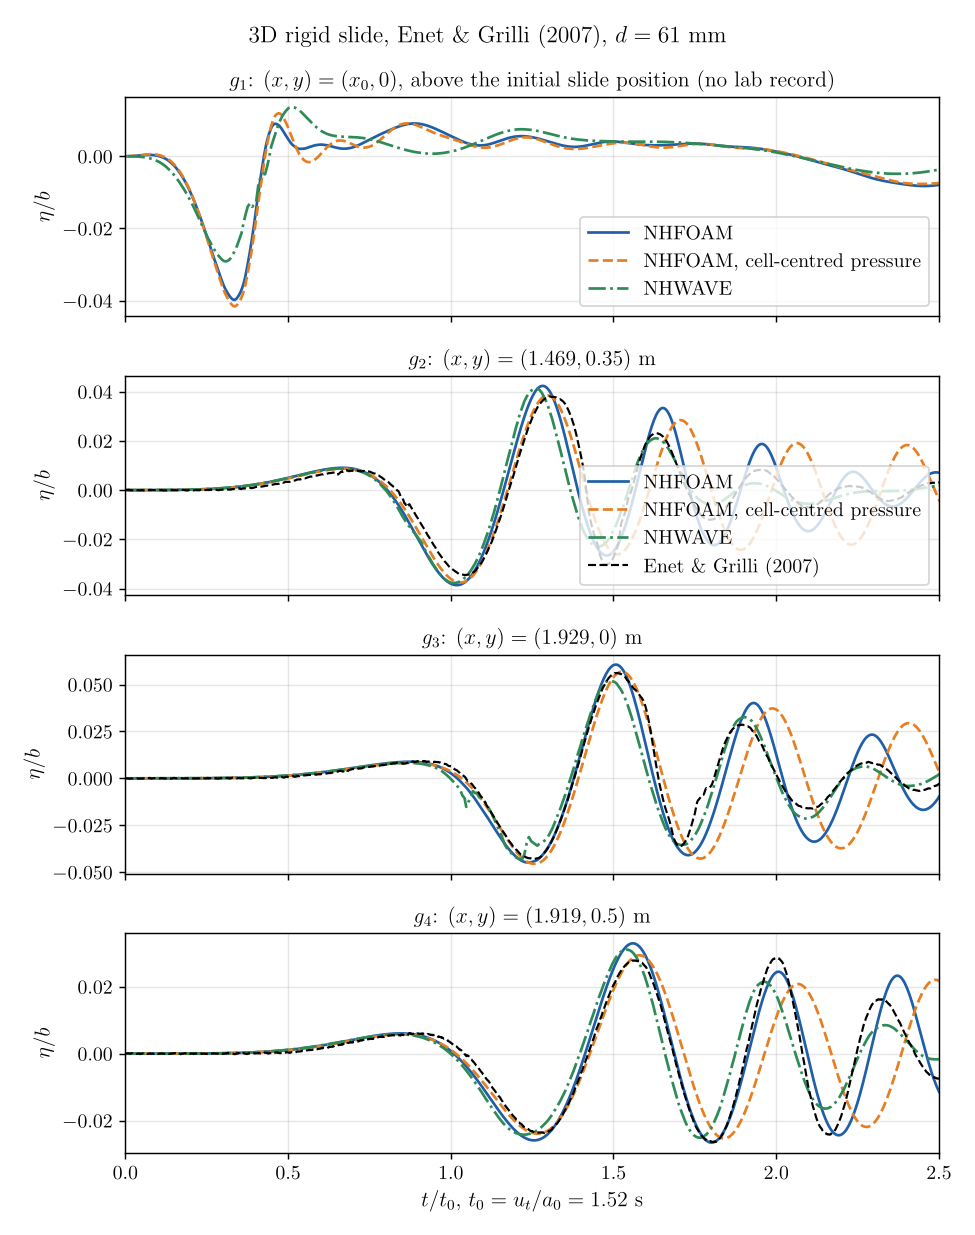 3D rigid slide, Enet & Grilli (2007), d = 61 mm
g₁: (x, y) = (x₀, 0), above the initial slide position (no lab record)
0.00
−0.02
−0.04
η/b
NHFOAM
NHFOAM, cell-centred pressure
NHWAVE
g₂: (x, y) = (1.469, 0.35) m
0.04
0.02
0.00
−0.02
−0.04
η/b
NHFOAM
NHFOAM, cell-centred pressure
NHWAVE
Enet & Grilli (2007)
g₃: (x, y) = (1.929, 0) m
0.050
0.025
0.000
−0.025
−0.050
η/b
g₄: (x, y) = (1.919, 0.5) m
0.02
0.00
−0.02
η/b
0.0 0.5 1.0 1.5 2.0 2.5
t/t₀, t₀ = uₜ/a₀ = 1.52 s